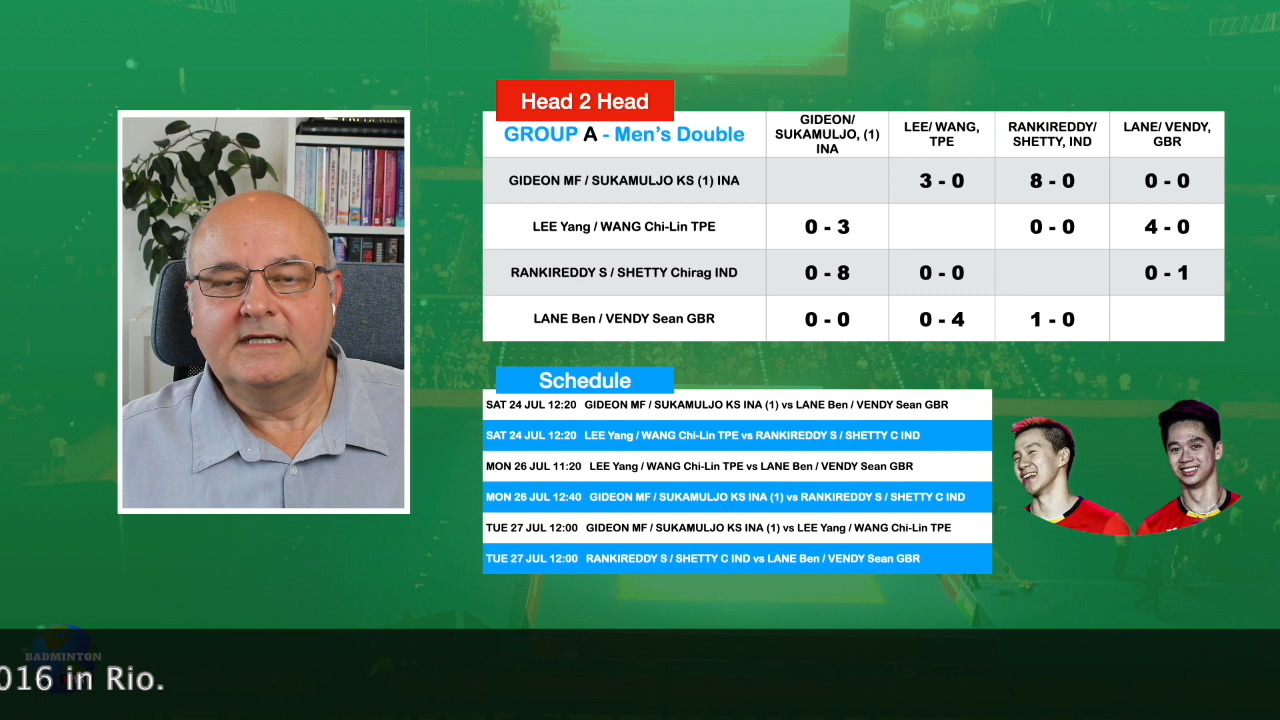 Head 2 Head
GROUP A - Men's Double
GIDEON/
SUKAMULJO, (1)
INA
LEE/ WANG,
TPE
RANKIREDDY/
SHETTY, IND
LANE/ VENDY,
GBR
GIDEON MF / SUKAMULJO KS (1) INA
3 - 0
8 - 0
0 - 0
LEE Yang / WANG Chi-Lin TPE
0 - 3
0 - 0
4 - 0
RANKIREDDY S / SHETTY Chirag IND
0 - 8
0 - 0
0 - 1
LANE Ben / VENDY Sean GBR
0 - 0
0 - 4
1 - 0
Schedule
SAT 24 JUL 12:20 GIDEON MF / SUKAMULJO KS INA (1) vs LANE Ben / VENDY Sean GBR
SAT 24 JUL 12:20 LEE Yang / WANG Chi-Lin TPE vs RANKIREDDY S / SHETTY C IND
MON 26 JUL 11:20 LEE Yang / WANG Chi-Lin TPE vs LANE Ben / VENDY Sean GBR
MON 26 JUL 12:40 GIDEON MF / SUKAMULJO KS INA (1) vs RANKIREDDY S / SHETTY C IND
TUE 27 JUL 12:00 GIDEON MF / SUKAMULJO KS INA (1) vs LEE Yang / WANG Chi-Lin TPE
TUE 27 JUL 12:00 RANKIREDDY S / SHETTY C IND vs LANE Ben / VENDY Sean GBR
BADMINTON
016 in Rio.